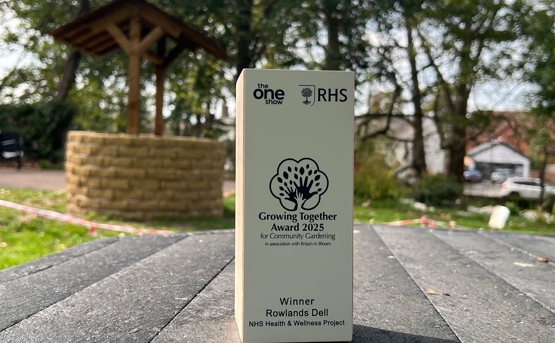 the
one
show
RHS
Growing Together
Award 2025
for Community Gardening
in association with Britain in Bloom
Winner
Rowlands Dell
NHS Health & Wellness Project